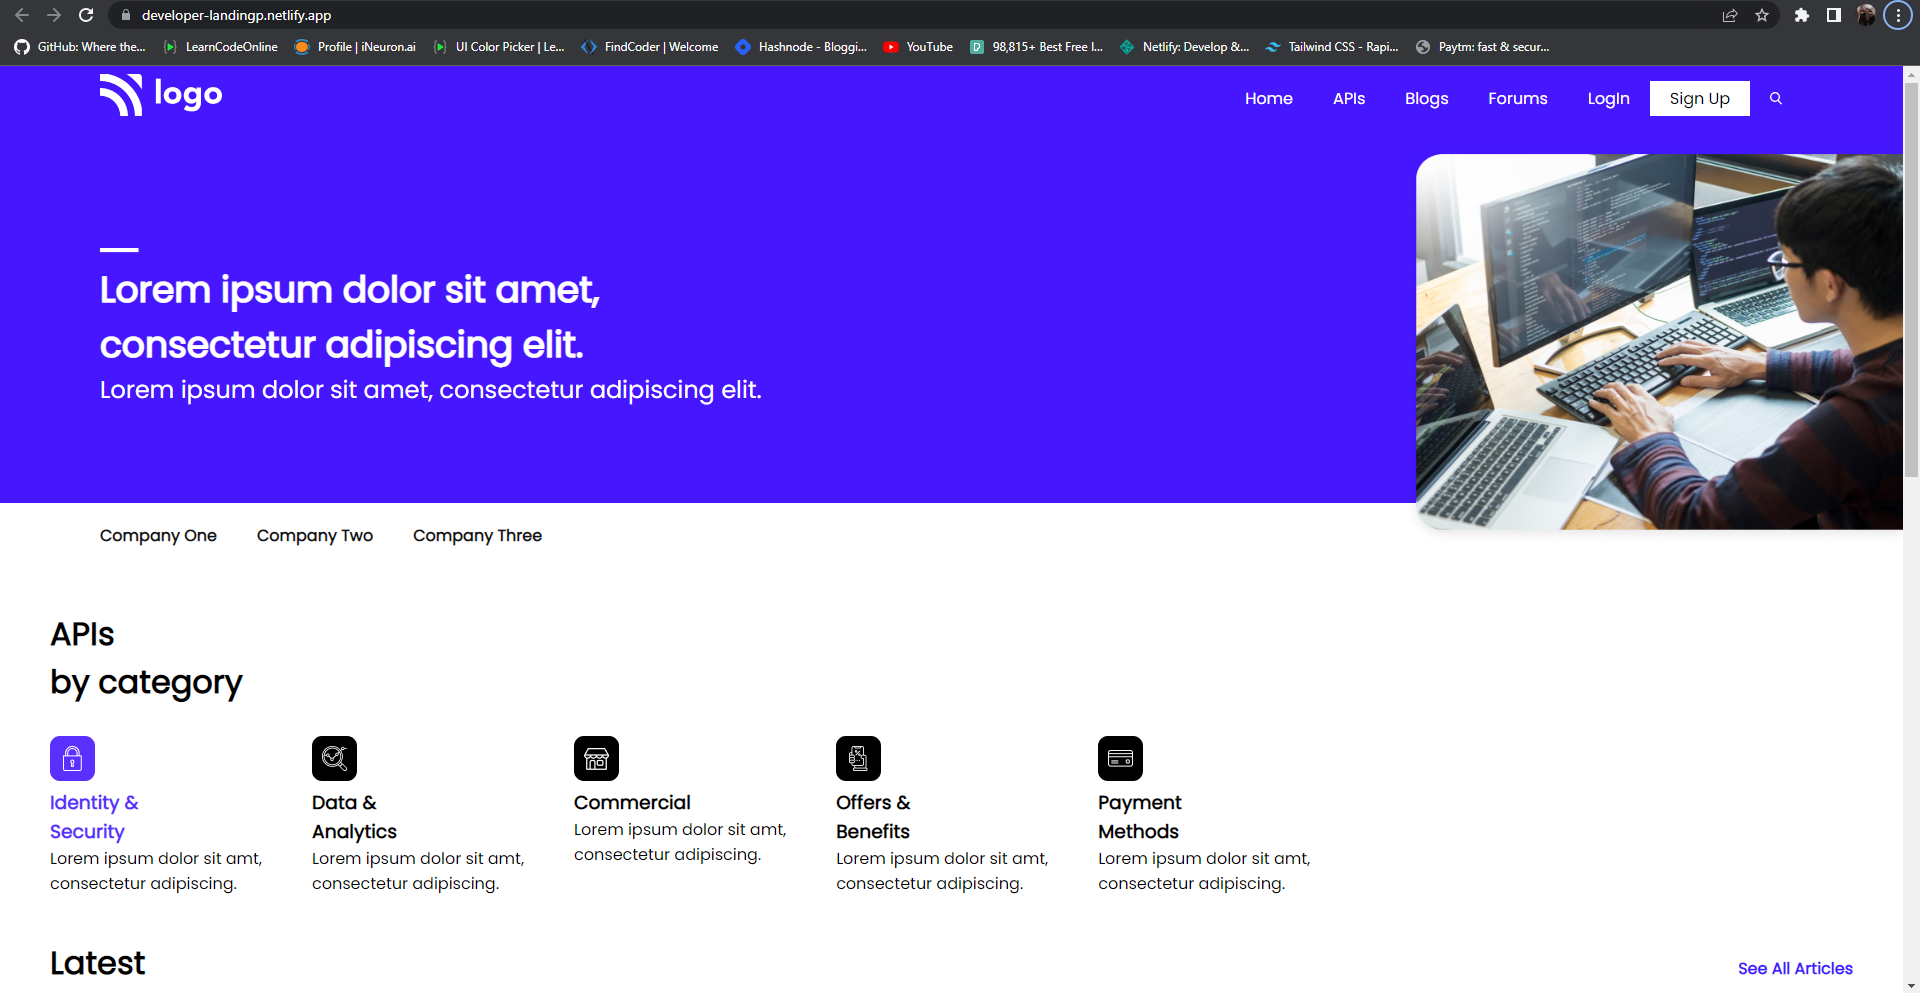 developer-landingp.netlify.app
GitHub: Where the... LearnCodeOnline Profile | iNeuron.ai UI Color Picker | Le... FindCoder | Welcome Hashnode - Bloggi... YouTube 98,815+ Best Free I... Netlify: Develop &... Tailwind CSS - Rapi... Paytm: fast & secur...
logo Home APIs Blogs Forums LogIn Sign Up
Lorem ipsum dolor sit amet,
consectetur adipiscing elit.
Lorem ipsum dolor sit amet, consectetur adipiscing elit.
Company One Company Two Company Three
APIs
by category
Identity &
Security
Lorem ipsum dolor sit amt,
consectetur adipiscing.
Data &
Analytics
Lorem ipsum dolor sit amt,
consectetur adipiscing.
Commercial
Lorem ipsum dolor sit amt,
consectetur adipiscing.
Offers &
Benefits
Lorem ipsum dolor sit amt,
consectetur adipiscing.
Payment
Methods
Lorem ipsum dolor sit amt,
consectetur adipiscing.
Latest
See All Articles